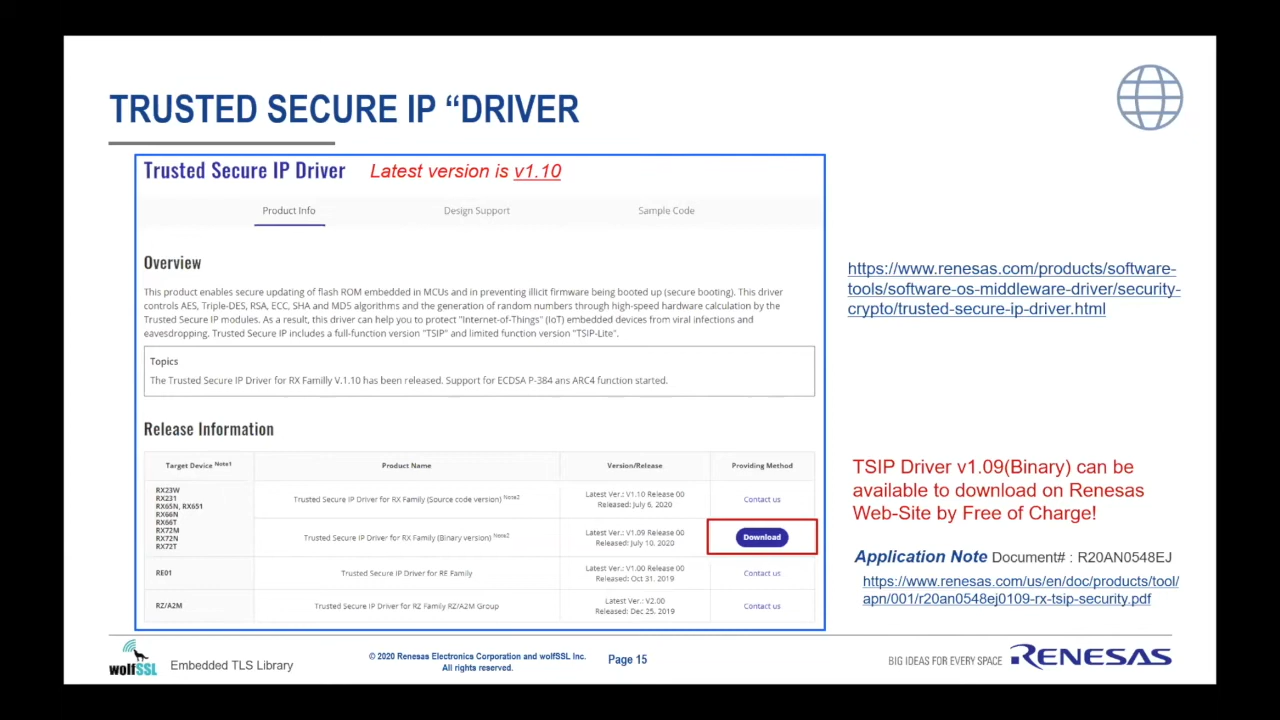 TRUSTED SECURE IP “DRIVER
Trusted Secure IP Driver
Latest version is v1.10
Product Info
Design Support
Sample Code
Overview
This product enables secure updating of flash ROM embedded in MCUs and in preventing illicit firmware being booted up (secure booting). This driver
controls AES, Triple-DES, RSA, ECC, SHA and MD5 algorithms and the generation of random numbers through high-speed hardware calculation by the
Trusted Secure IP modules. As a result, this driver can help you to protect "Internet-of-Things" (IoT) embedded devices from viral infections and
eavesdropping. Trusted Secure IP includes a full-function version "TSIP" and limited function version "TSIP-Lite".
Topics
The Trusted Secure IP Driver for RX Familly V.1.10 has been released. Support for ECDSA P-384 ans ARC4 function started.
Release Information
Target Device Note1
Product Name
Version/Release
Providing Method
RX23W
RX231
RX65N, RX651
RX66N
RX66T
RX72M
RX72N
RX72T
Trusted Secure IP Driver for RX Family (Source code version) Note2
Latest Ver.: V1.10 Release 00
Released: July 6, 2020
Contact us
Trusted Secure IP Driver for RX Family (Binary version) Note2
Latest Ver.: V1.09 Release 00
Released: July 10, 2020
Download
RE01
Trusted Secure IP Driver for RE Family
Latest Ver.: V1.00 Release 00
Released: Oct 31, 2019
Contact us
RZ/A2M
Trusted Secure IP Driver for RZ Family RZ/A2M Group
Latest Ver.: V2.00
Released: Dec 25, 2019
Contact us
https://www.renesas.com/products/software-
tools/software-os-middleware-driver/security-
crypto/trusted-secure-ip-driver.html
TSIP Driver v1.09(Binary) can be
available to download on Renesas
Web-Site by Free of Charge!
Application Note Document# : R20AN0548EJ
https://www.renesas.com/us/en/doc/products/tool/
apn/001/r20an0548ej0109-rx-tsip-security.pdf
wolfSSL
Embedded TLS Library
© 2020 Renesas Electronics Corporation and wolfSSL Inc.
All rights reserved.
Page 15
BIG IDEAS FOR EVERY SPACE
RENESAS